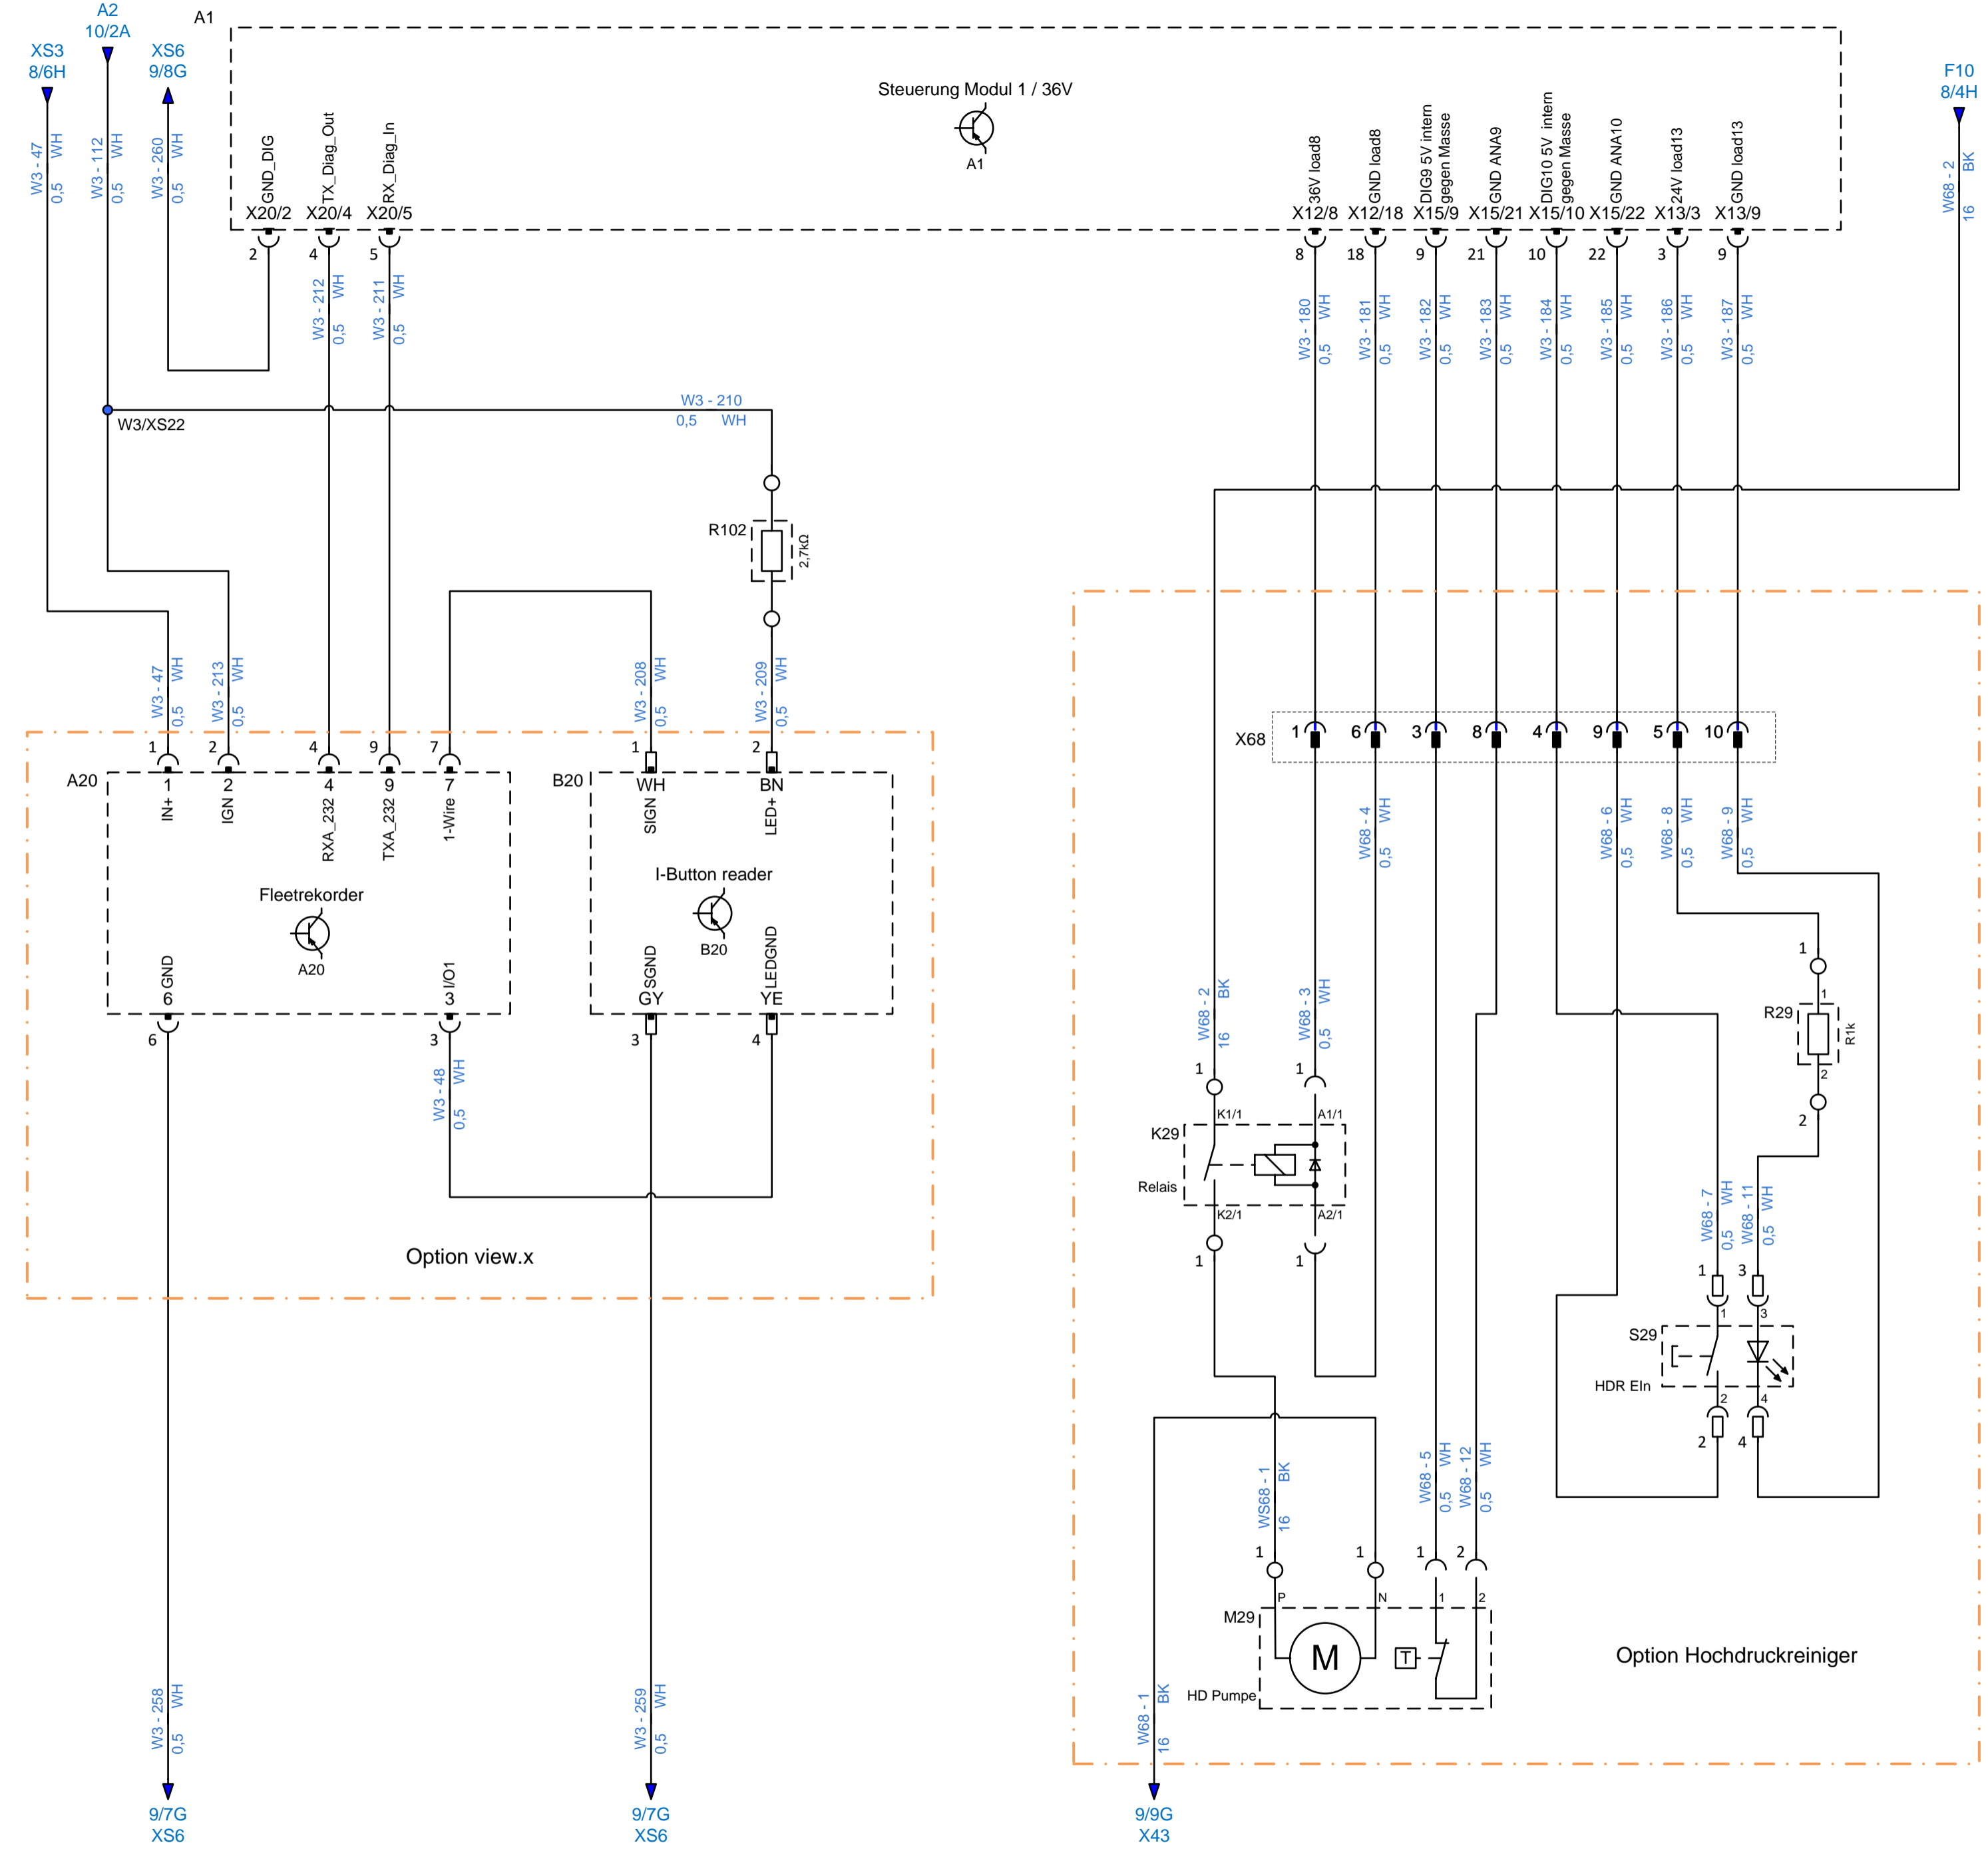 A2
10/2A
A1
XS3
8/6H
XS6
9/8G
F10
8/4H
Steuerung Modul 1 / 36V
A1
W3 - 47 WH
0,5
W3 - 112 WH
0,5
W3 - 260 WH
0,5
W68 - 2 BK
16
GND_DIG
TX_Diag_Out
RX_Diag_In
36V load8
GND load8
DIG9 5V intern
gegen Masse
GND ANA9
DIG10 5V intern
gegen Masse
GND ANA10
24V load13
GND load13
X20/2 X20/4 X20/5
X12/8 X12/18 X15/9 X15/21 X15/10 X15/22 X13/3 X13/9
2 4 5
8 18 9 21 10 22 3 9
W3 - 212 WH
0,5
W3 - 211 WH
0,5
W3 - 180 WH
0,5
W3 - 181 WH
0,5
W3 - 182 WH
0,5
W3 - 183 WH
0,5
W3 - 184 WH
0,5
W3 - 185 WH
0,5
W3 - 186 WH
0,5
W3 - 187 WH
0,5
W3 - 210
0,5 WH
W3/XS22
R102
2,7kΩ
W3 - 47 WH
0,5
W3 - 213 WH
0,5
W3 - 208 WH
0,5
W3 - 209 WH
0,5
1 2 4 9 7 1 2
X68
1 6 3 8 4 9 5 10
A20
1 2 4 9 7
IN+
IGN
RXA_232
TXA_232
1-Wire
B20
WH BN
SIGN
LED+
Fleetrekorder
A20
I-Button reader
B20
GND
I/O1
SGND
LEDGND
6 3 GY YE
6 3 3 4
W3 - 48 WH
0,5
Option view.x
W68 - 4 WH
0,5
W68 - 6 WH
0,5
W68 - 8 WH
0,5
W68 - 9 WH
0,5
W68 - 2 BK
16
W68 - 3 WH
0,5
1
1
R29
R1k
2
2
1 1
K1/1 A1/1
K29
Relais
K2/1 A2/1
1 1
W68 - 7 WH
0,5
W68 - 11 WH
0,5
1 3
1 3
S29
HDR EIn
2 4
2 4
WS68 - 1 BK
16
W68 - 5 WH
0,5
W68 - 12 WH
0,5
1 1 1 2
P N 1 2
M29
M
T
HD Pumpe
Option Hochdruckreiniger
W3 - 258 WH
0,5
W3 - 259 WH
0,5
W68 - 1 BK
16
9/7G
XS6
9/7G
XS6
9/9G
X43